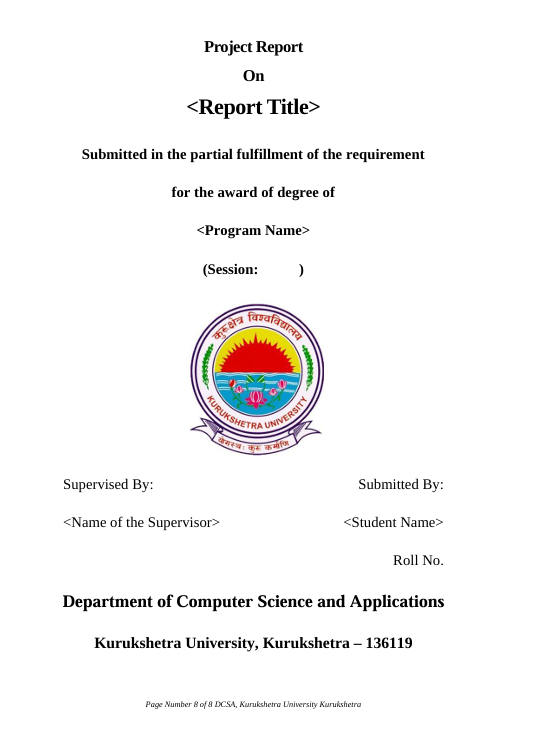 Project Report
On
<Report Title>
Submitted in the partial fulfillment of the requirement
for the award of degree of
<Program Name>
(Session: )
कुरूक्षेत्र विश्वविद्यालय
KURUKSHETRA UNIVERSITY
योगस्थः कुरु कर्माणि
Supervised By: Submitted By:
<Name of the Supervisor> <Student Name>
Roll No.
Department of Computer Science and Applications
Kurukshetra University, Kurukshetra – 136119
Page Number 8 of 8 DCSA, Kurukshetra University Kurukshetra